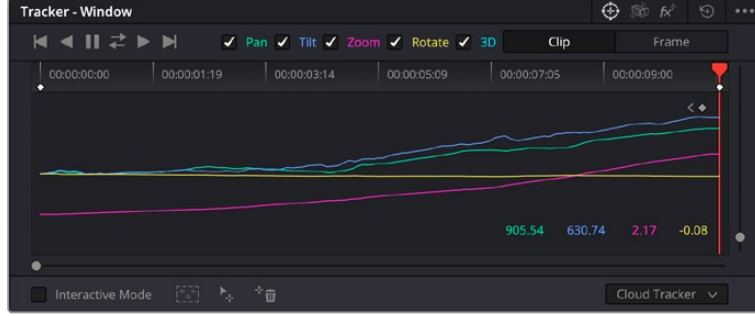 Tracker - Window
Pan Tilt Zoom Rotate 3D Clip Frame
00:00:00:00 00:00:01:19 00:00:03:14 00:00:05:09 00:00:07:05 00:00:09:00
905.54 630.74 2.17 -0.08
Interactive Mode Cloud Tracker